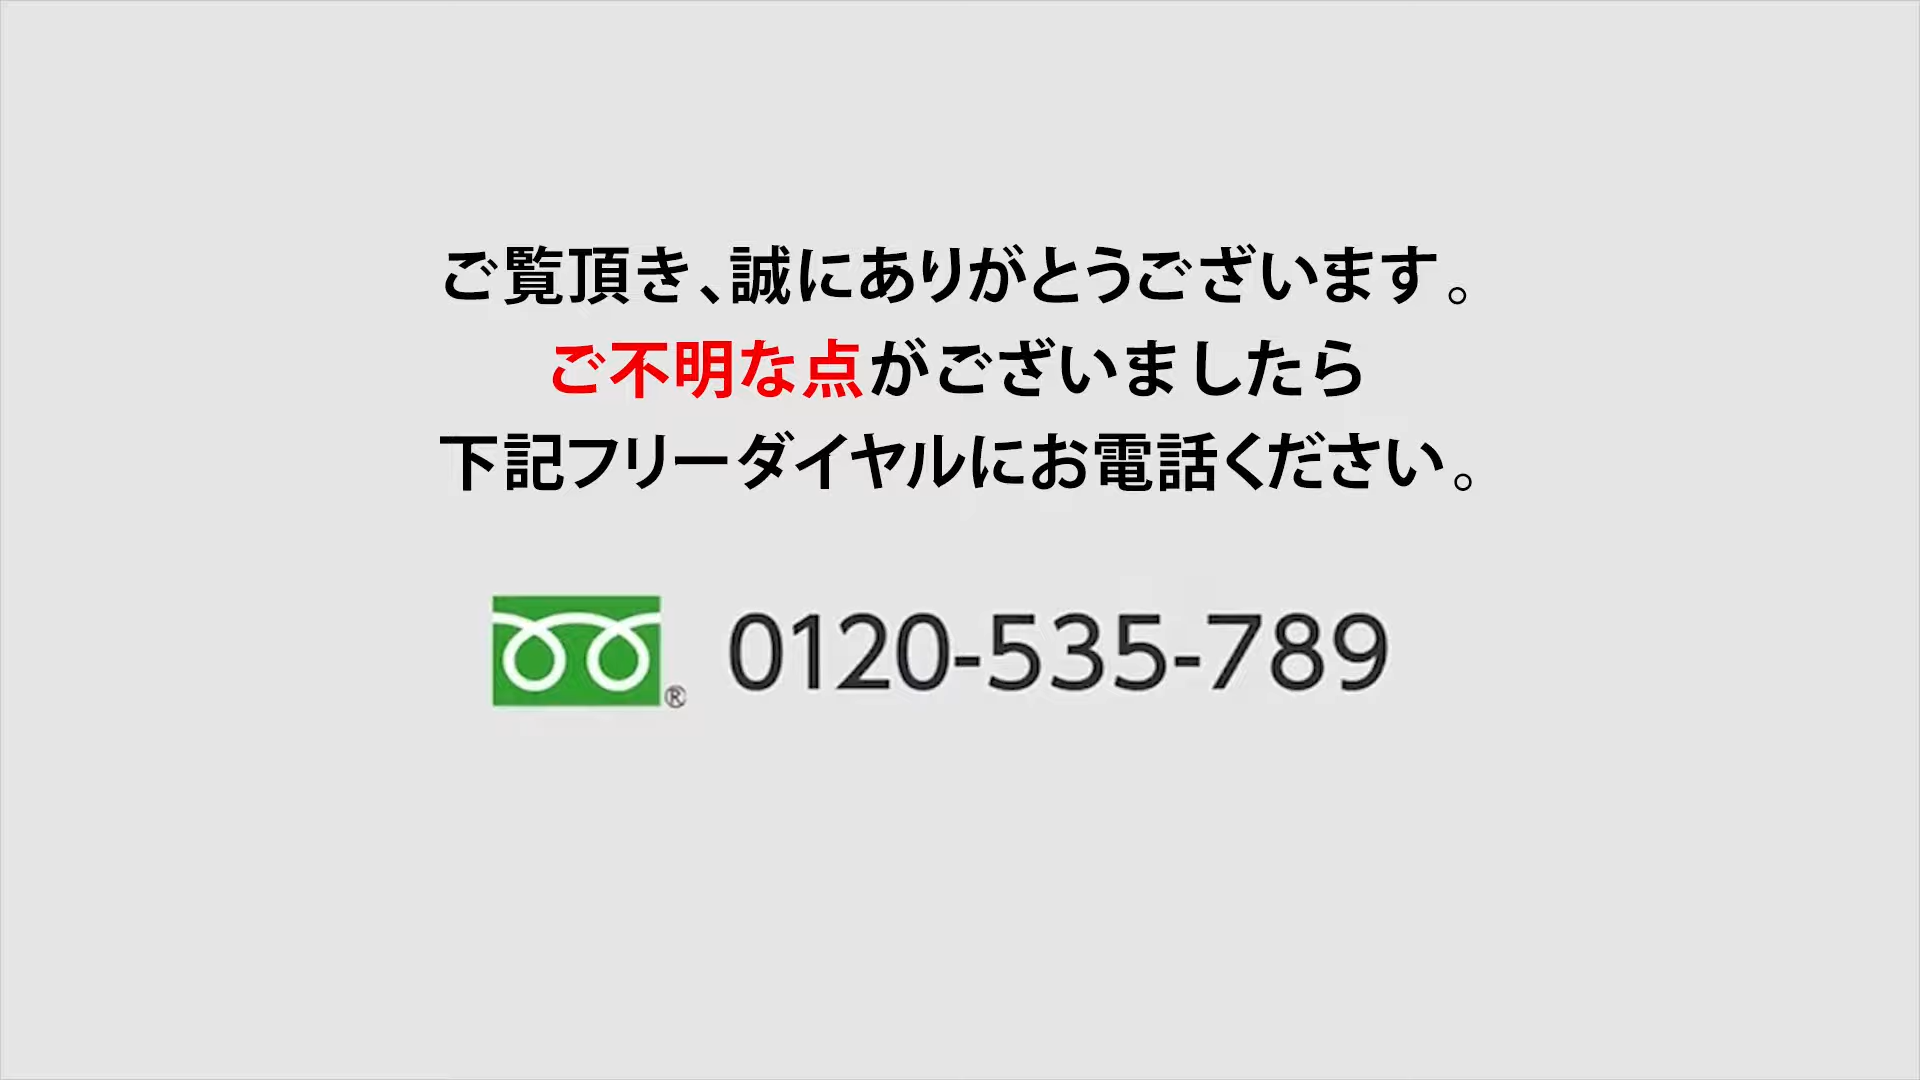 ご覧頂き、誠にありがとうございます。
ご不明な点がございましたら
下記フリーダイヤルにお電話ください。
® 0120-535-789